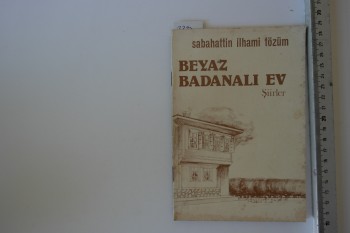 sabahattin ilhami tözüm
BEYAZ
BADANALI EV
Şiirler